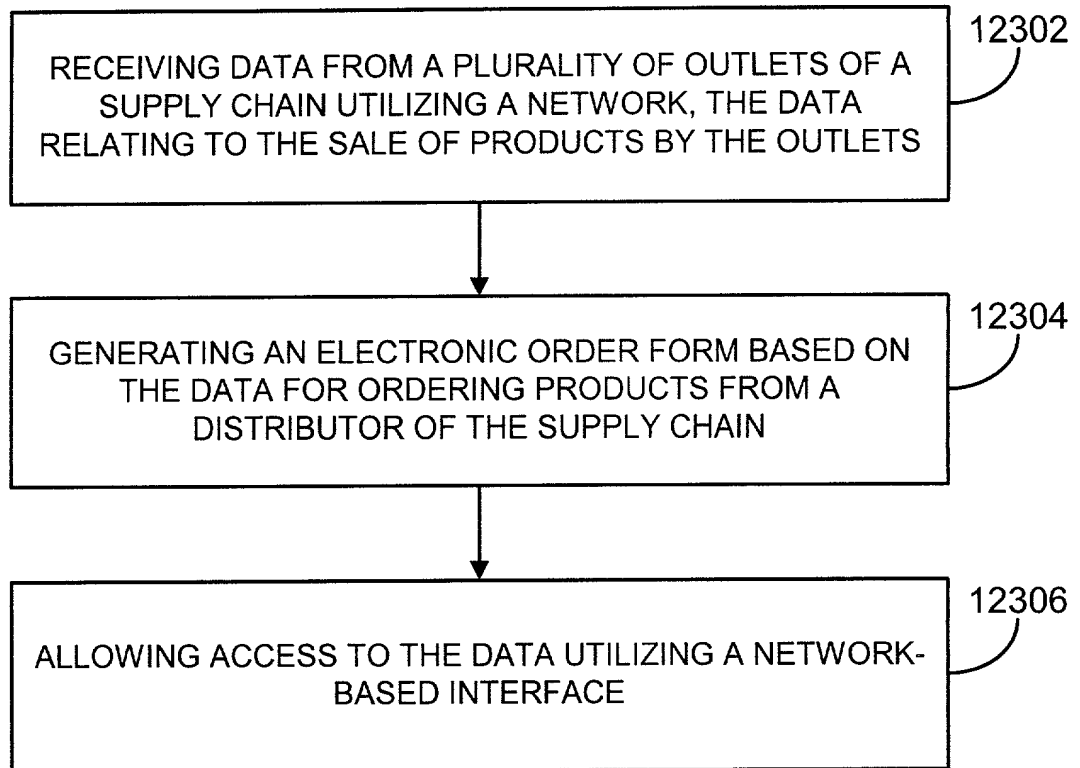 12302
RECEIVING DATA FROM A PLURALITY OF OUTLETS OF A
SUPPLY CHAIN UTILIZING A NETWORK, THE DATA
RELATING TO THE SALE OF PRODUCTS BY THE OUTLETS
12304
GENERATING AN ELECTRONIC ORDER FORM BASED ON
THE DATA FOR ORDERING PRODUCTS FROM A
DISTRIBUTOR OF THE SUPPLY CHAIN
12306
ALLOWING ACCESS TO THE DATA UTILIZING A NETWORK-
BASED INTERFACE